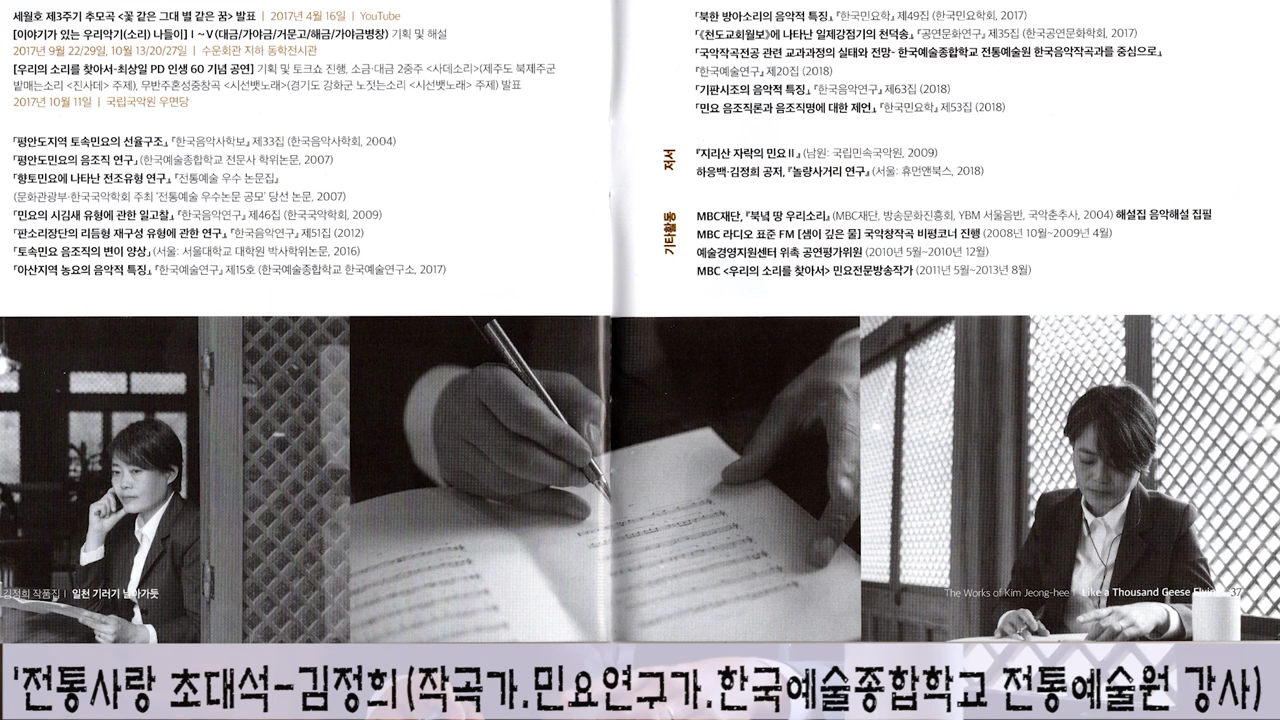 세월호 제3주기 추모곡 <꽃 같은 그대 별 같은 꿈> 발표 | 2017년 4월 16일 | YouTube
[이야기가 있는 우리악기(소리) 나들이] I ~ V (대금/가야금/거문고/해금/가야금병창) 기획 및 해설
2017년 9월 22/29일, 10월 13/20/27일 | 수운회관 지하 동학전시관
[우리의 소리를 찾아서-최상일 PD 인생 60 기념 공연] 기획 및 토크쇼 진행, 소금·대금 2중주 <사데소리>(제주도 북제주군
밭매는소리 <진사데> 주제), 무반주혼성중창곡 <시선뱃노래>(경기도 강화군 노젓는소리 <시선뱃노래> 주제) 발표
2017년 10월 11일 | 국립국악원 우면당
「평안도지역 토속민요의 선율구조」, 『한국음악사학보』 제33집 (한국음악사학회, 2004)
「평안도민요의 음조직 연구」 (한국예술종합학교 전문사 학위논문, 2007)
「향토민요에 나타난 전조유형 연구」, 『전통예술 우수 논문집』
(문화관광부·한국국악학회 주최 '전통예술 우수논문 공모' 당선 논문, 2007)
「민요의 시김새 유형에 관한 일고찰」, 『한국음악연구』 제46집 (한국국악학회, 2009)
「판소리장단의 리듬형 재구성 유형에 관한 연구」, 『한국음악연구』 제51집 (2012)
「토속민요 음조직의 변이 양상」 (서울: 서울대학교 대학원 박사학위논문, 2016)
「아산지역 농요의 음악적 특징」, 『한국예술연구』 제15호 (한국예술종합학교 한국예술연구소, 2017)
「북한 방아소리의 음악적 특징」, 『한국민요학』 제49집 (한국민요학회, 2017)
「《천도교회월보》에 나타난 일제강점기의 천덕송」, 『공연문화연구』 제35집 (한국공연문화학회, 2017)
「국악작곡전공 관련 교과과정의 실태와 전망- 한국예술종합학교 전통예술원 한국음악작곡과를 중심으로」,
『한국예술연구』 제20집 (2018)
「기판시조의 음악적 특징」, 『한국음악연구』 제63집 (2018)
「민요 음조직론과 음조직명에 대한 제언」, 『한국민요학』 제53집 (2018)
저서
『지리산 자락의 민요Ⅱ』 (남원: 국립민속국악원, 2009)
하응백·김정희 공저, 『놀량사거리 연구』 (서울: 휴먼앤북스, 2018)
기타활동
MBC재단, 『북녘 땅 우리소리』 (MBC재단, 방송문화진흥회, YBM 서울음반, 국악춘추사, 2004) 해설집 음악해설 집필
MBC 라디오 표준 FM [샘이 깊은 물] 국악창작곡 비평코너 진행 (2008년 10월~2009년 4월)
예술경영지원센터 위촉 공연평가위원 (2010년 5월~2010년 12월)
MBC <우리의 소리를 찾아서> 민요전문방송작가 (2011년 5월~2013년 8월)
김정희 작품집 | 일천 기러기 날아가듯
The Works of Kim Jeong-hee | Like a Thousand Geese 37
'전통사랑 초대석-김정희(작곡가.민요연구가.한국예술종합학교 전통예술원 강사)